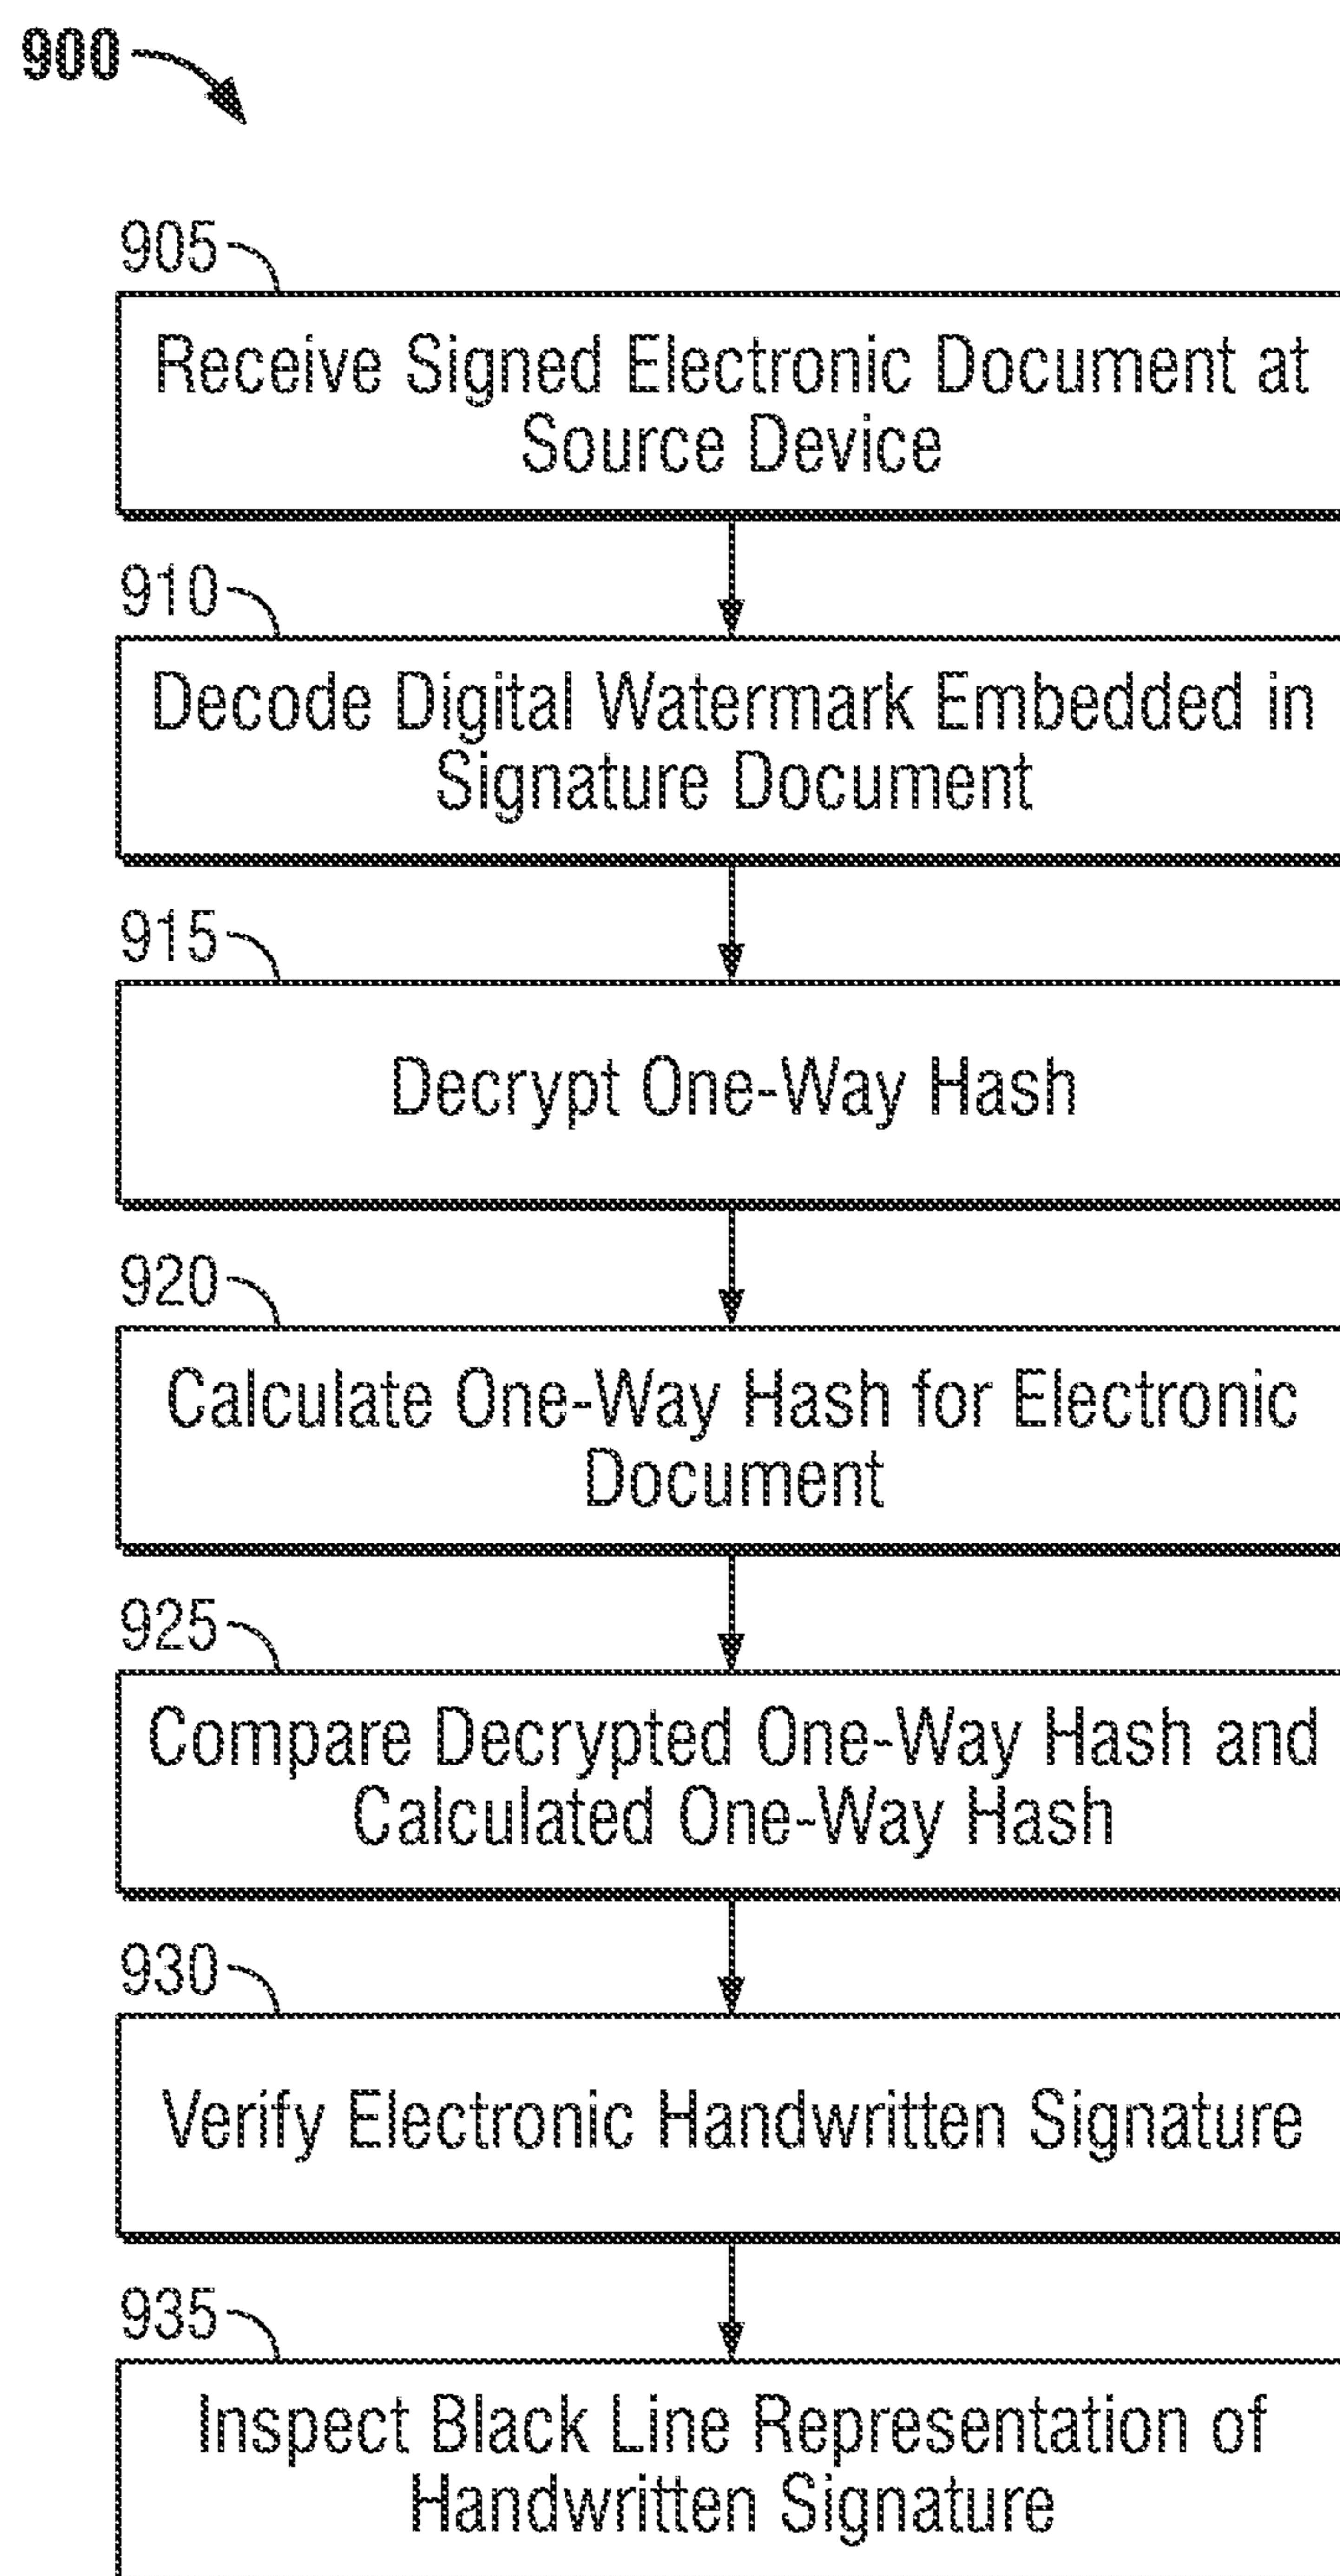 900
905
Receive Signed Electronic Document at
Source Device
910
Decode Digital Watermark Embedded in
Signature Document
915
Decrypt One-Way Hash
920
Calculate One-Way Hash for Electronic
Document
925
Compare Decrypted One-Way Hash and
Calculated One-Way Hash
930
Verify Electronic Handwritten Signature
935
Inspect Black Line Representation of
Handwritten Signature